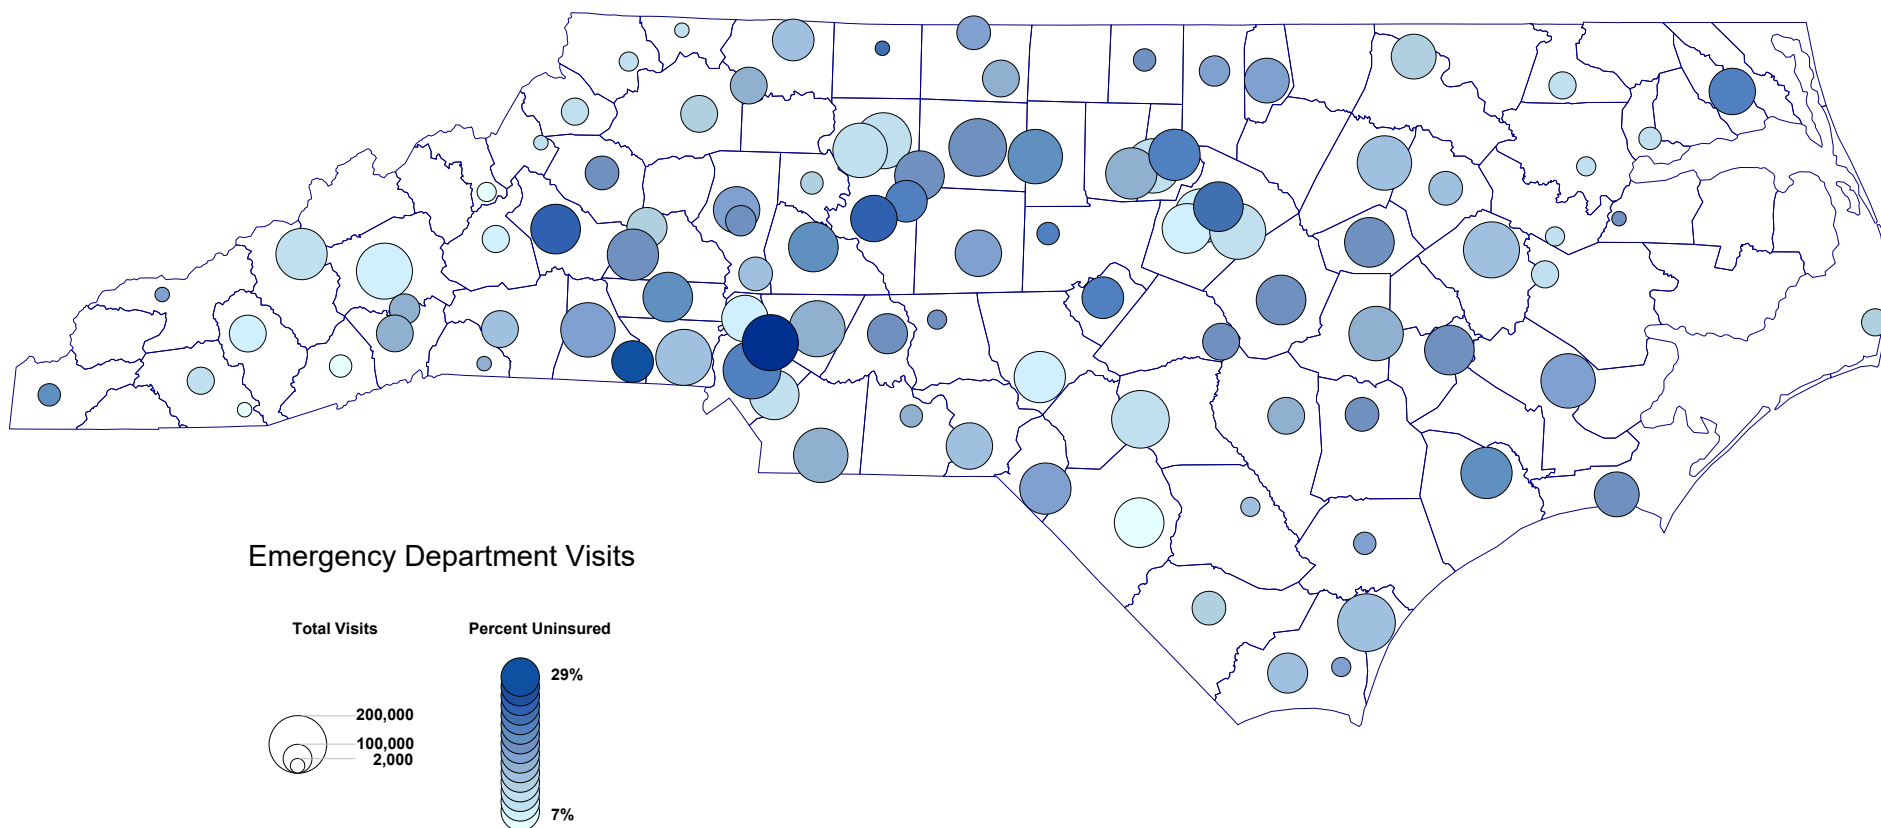 Emergency Department Visits
Total Visits
Percent Uninsured
29%
200,000
100,000
2,000
7%